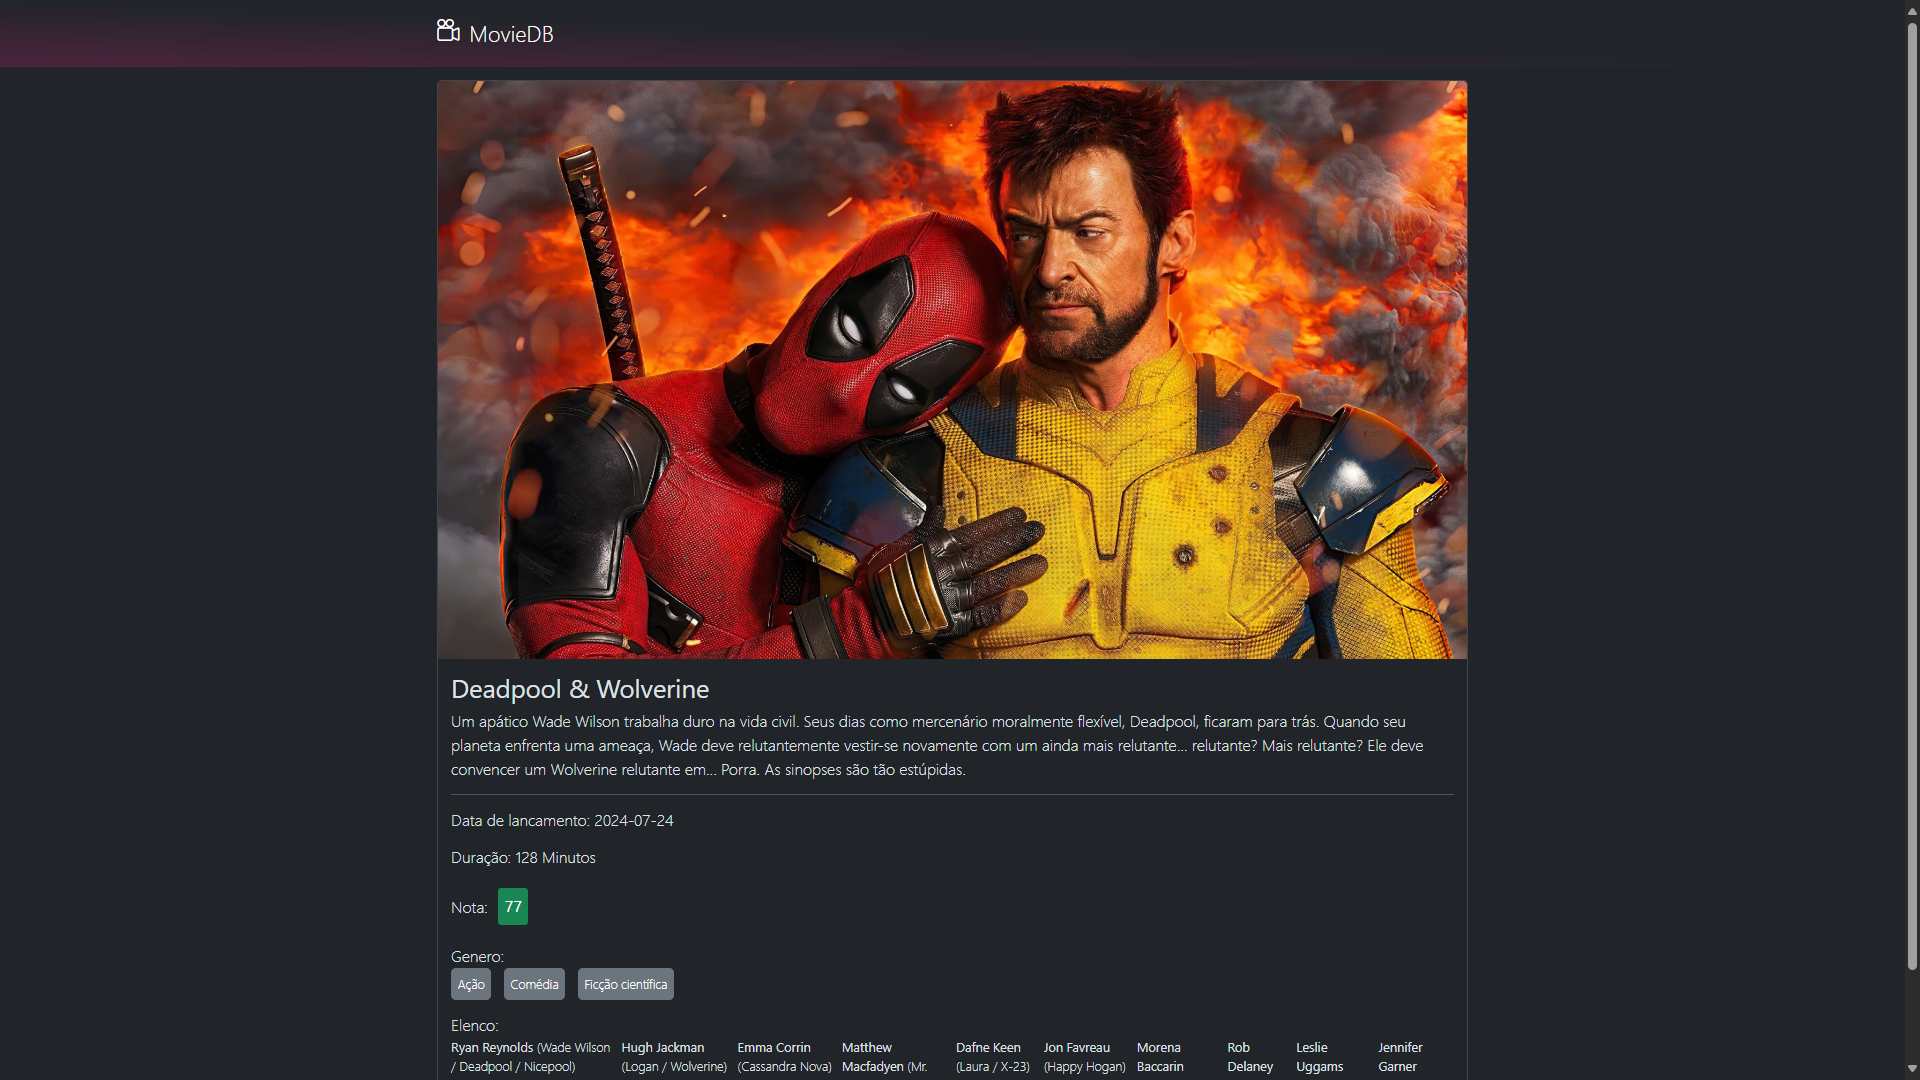 MovieDB
Deadpool & Wolverine
Um apático Wade Wilson trabalha duro na vida civil. Seus dias como mercenário moralmente flexível, Deadpool, ficaram para trás. Quando seu
planeta enfrenta uma ameaça, Wade deve relutantemente vestir-se novamente com um ainda mais relutante... relutante? Mais relutante? Ele deve
convencer um Wolverine relutante em... Porra. As sinopses são tão estúpidas.
Data de lancamento: 2024-07-24
Duração: 128 Minutos
Nota: 77
Genero:
Ação Comédia Ficção científica
Elenco:
Ryan Reynolds (Wade Wilson Hugh Jackman Emma Corrin Matthew Dafne Keen Jon Favreau Morena Rob Leslie Jennifer
/ Deadpool / Nicepool) (Logan / Wolverine) (Cassandra Nova) Macfadyen (Mr. (Laura / X-23) (Happy Hogan) Baccarin Delaney Uggams Garner